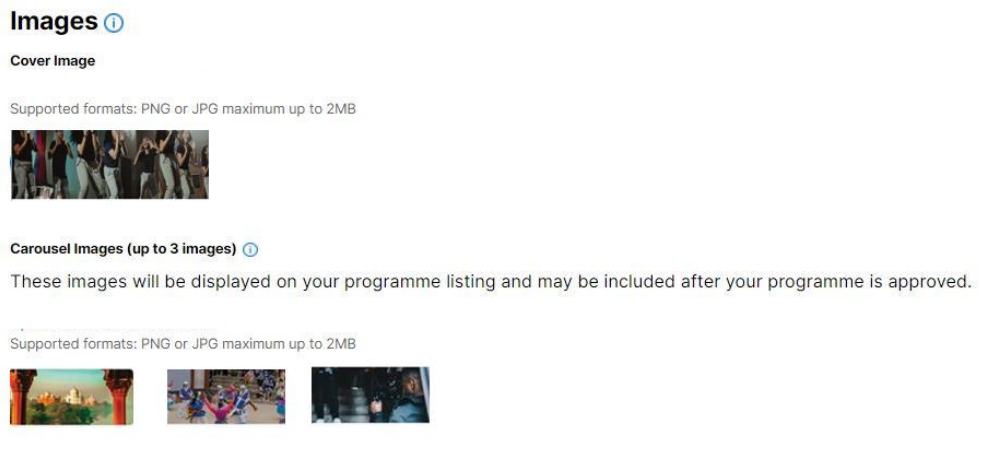 Images
Cover Image
Supported formats: PNG or JPG maximum up to 2MB
Carousel Images (up to 3 images)
These images will be displayed on your programme listing and may be included after your programme is approved.
Supported formats: PNG or JPG maximum up to 2MB